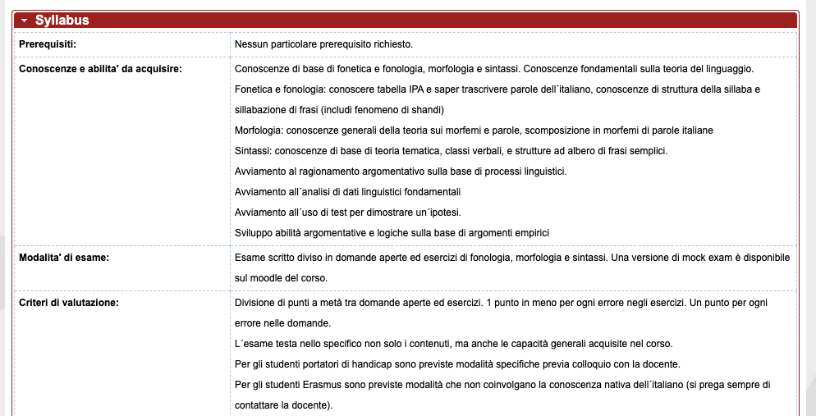 Syllabus
Prerequisiti:
Nessun particolare prerequisito richiesto.
Conoscenze e abilita' da acquisire:
Conoscenze di base di fonetica e fonologia, morfologia e sintassi. Conoscenze fondamentali sulla teoria del linguaggio.
Fonetica e fonologia: conoscere tabella IPA e saper trascrivere parole dell´italiano, conoscenze di struttura della sillaba e
sillabazione di frasi (includi fenomeno di shandi)
Morfologia: conoscenze generali della teoria sui morfemi e parole, scomposizione in morfemi di parole italiane
Sintassi: conoscenze di base di teoria tematica, classi verbali, e strutture ad albero di frasi semplici.
Avviamento al ragionamento argomentativo sulla base di processi linguistici.
Avviamento all´analisi di dati linguistici fondamentali
Avviamento all´uso di test per dimostrare un´ipotesi.
Sviluppo abilità argomentative e logiche sulla base di argomenti empirici
Modalita' di esame:
Esame scritto diviso in domande aperte ed esercizi di fonologia, morfologia e sintassi. Una versione di mock exam è disponibile
sul moodle del corso.
Criteri di valutazione:
Divisione di punti a metà tra domande aperte ed esercizi. 1 punto in meno per ogni errore negli esercizi. Un punto per ogni
errore nelle domande.
L´esame testa nello specifico non solo i contenuti, ma anche le capacità generali acquisite nel corso.
Per gli studenti portatori di handicap sono previste modalità specifiche previa colloquio con la docente.
Per gli studenti Erasmus sono previste modalità che non coinvolgano la conoscenza nativa dell´italiano (si prega sempre di
contattare la docente).